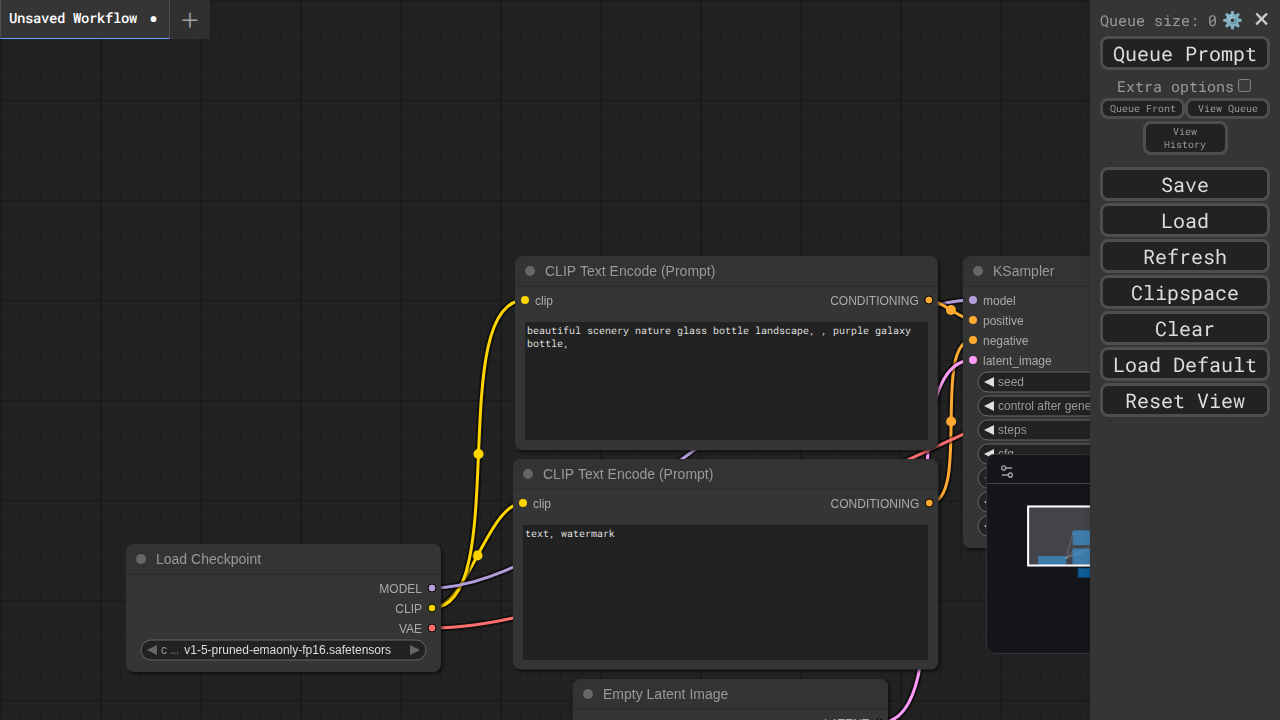 Unsaved Workflow
Queue size: 0
Queue Prompt
Extra options
Queue Front
View Queue
View
History
Save
Load
Refresh
Clipspace
Clear
Load Default
Reset View
CLIP Text Encode (Prompt)
clip
CONDITIONING
beautiful scenery nature glass bottle landscape, , purple galaxy
bottle,
KSampler
model
positive
negative
latent_image
seed
control after gene
steps
cfg
CLIP Text Encode (Prompt)
clip
CONDITIONING
text, watermark
Load Checkpoint
MODEL
CLIP
VAE
c ... v1-5-pruned-emaonly-fp16.safetensors
Empty Latent Image
LATENT